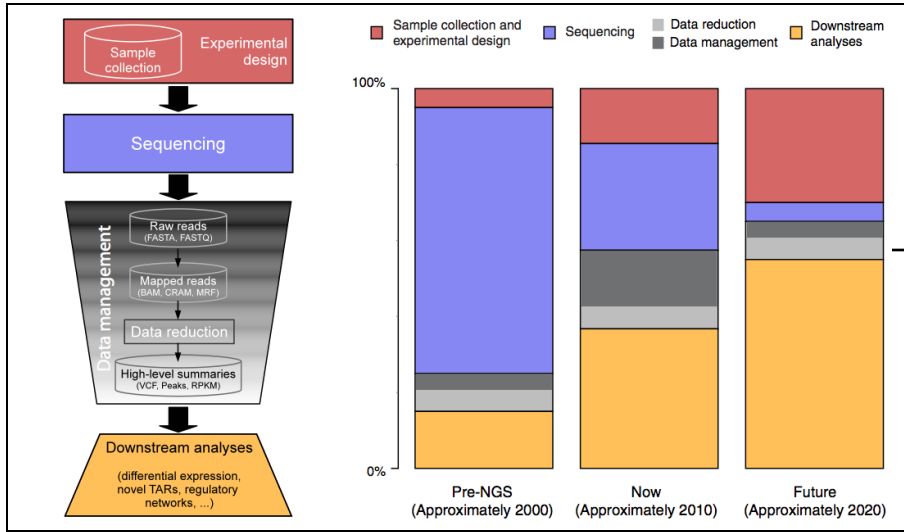 Sample
collection
Experimental
design
Sequencing
Data management
Raw reads
(FASTA, FASTQ)
Mapped reads
(BAM, CRAM, MRF)
Data reduction
High-level summaries
(VCF, Peaks, RPKM)
Downstream analyses
(differential expression,
novel TARs, regulatory
networks, ...)
Sample collection and
experimental design
Sequencing
Data reduction
Data management
Downstream
analyses
100%
0%
Pre-NGS
(Approximately 2000)
Now
(Approximately 2010)
Future
(Approximately 2020)